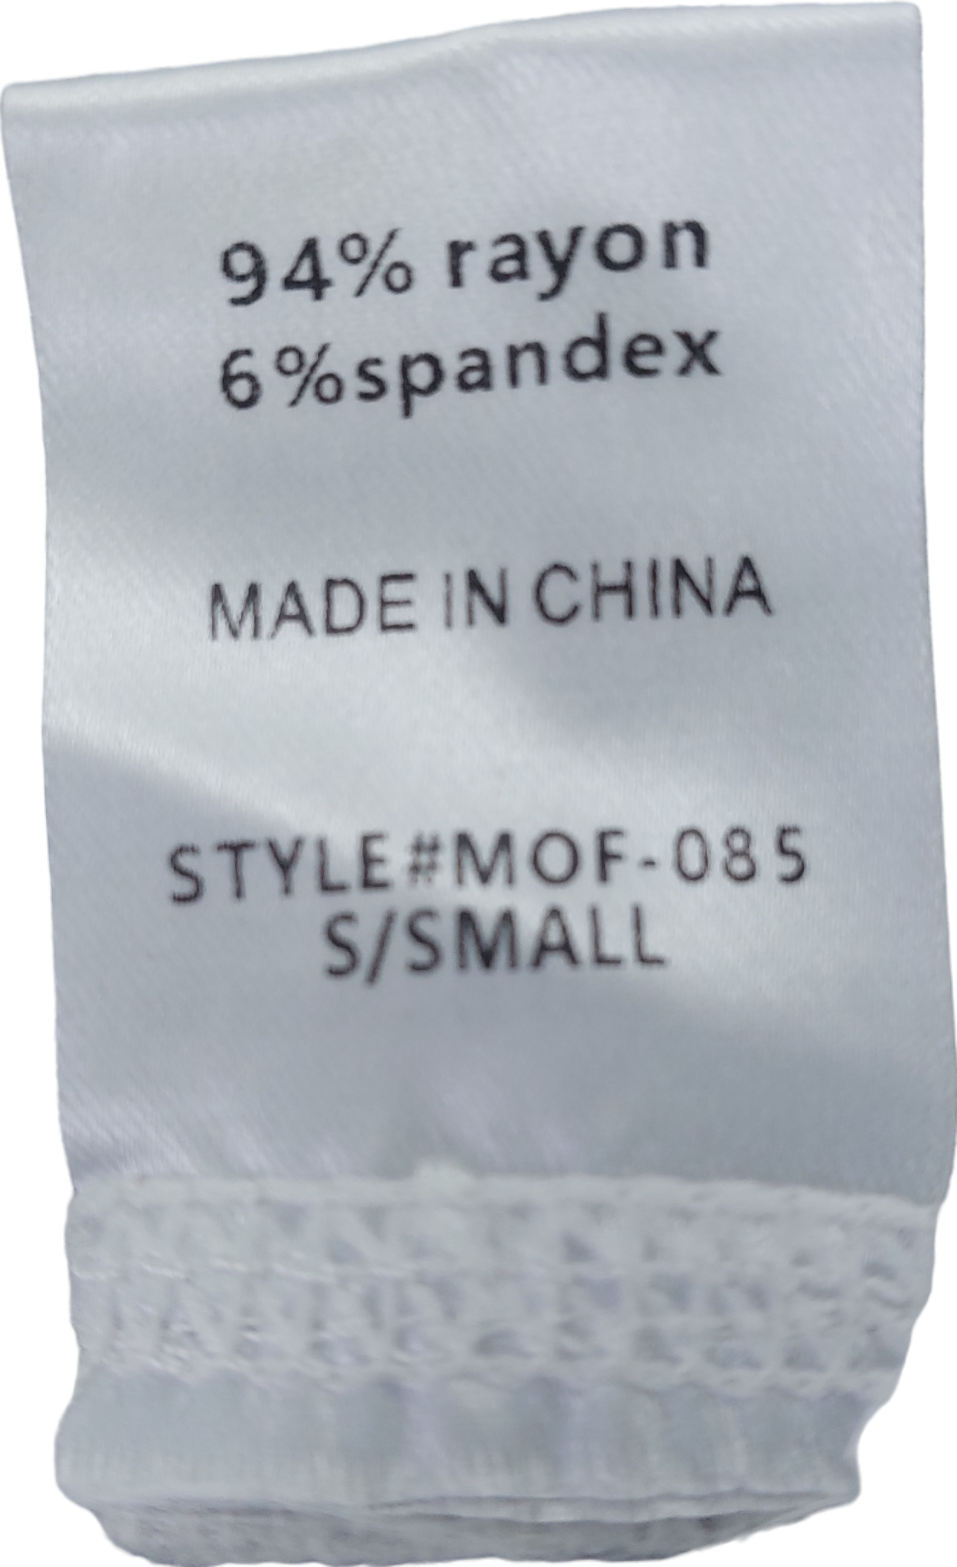 94% rayon
6%spandex
MADE IN CHINA
STYLE#MOF-085
S/SMALL